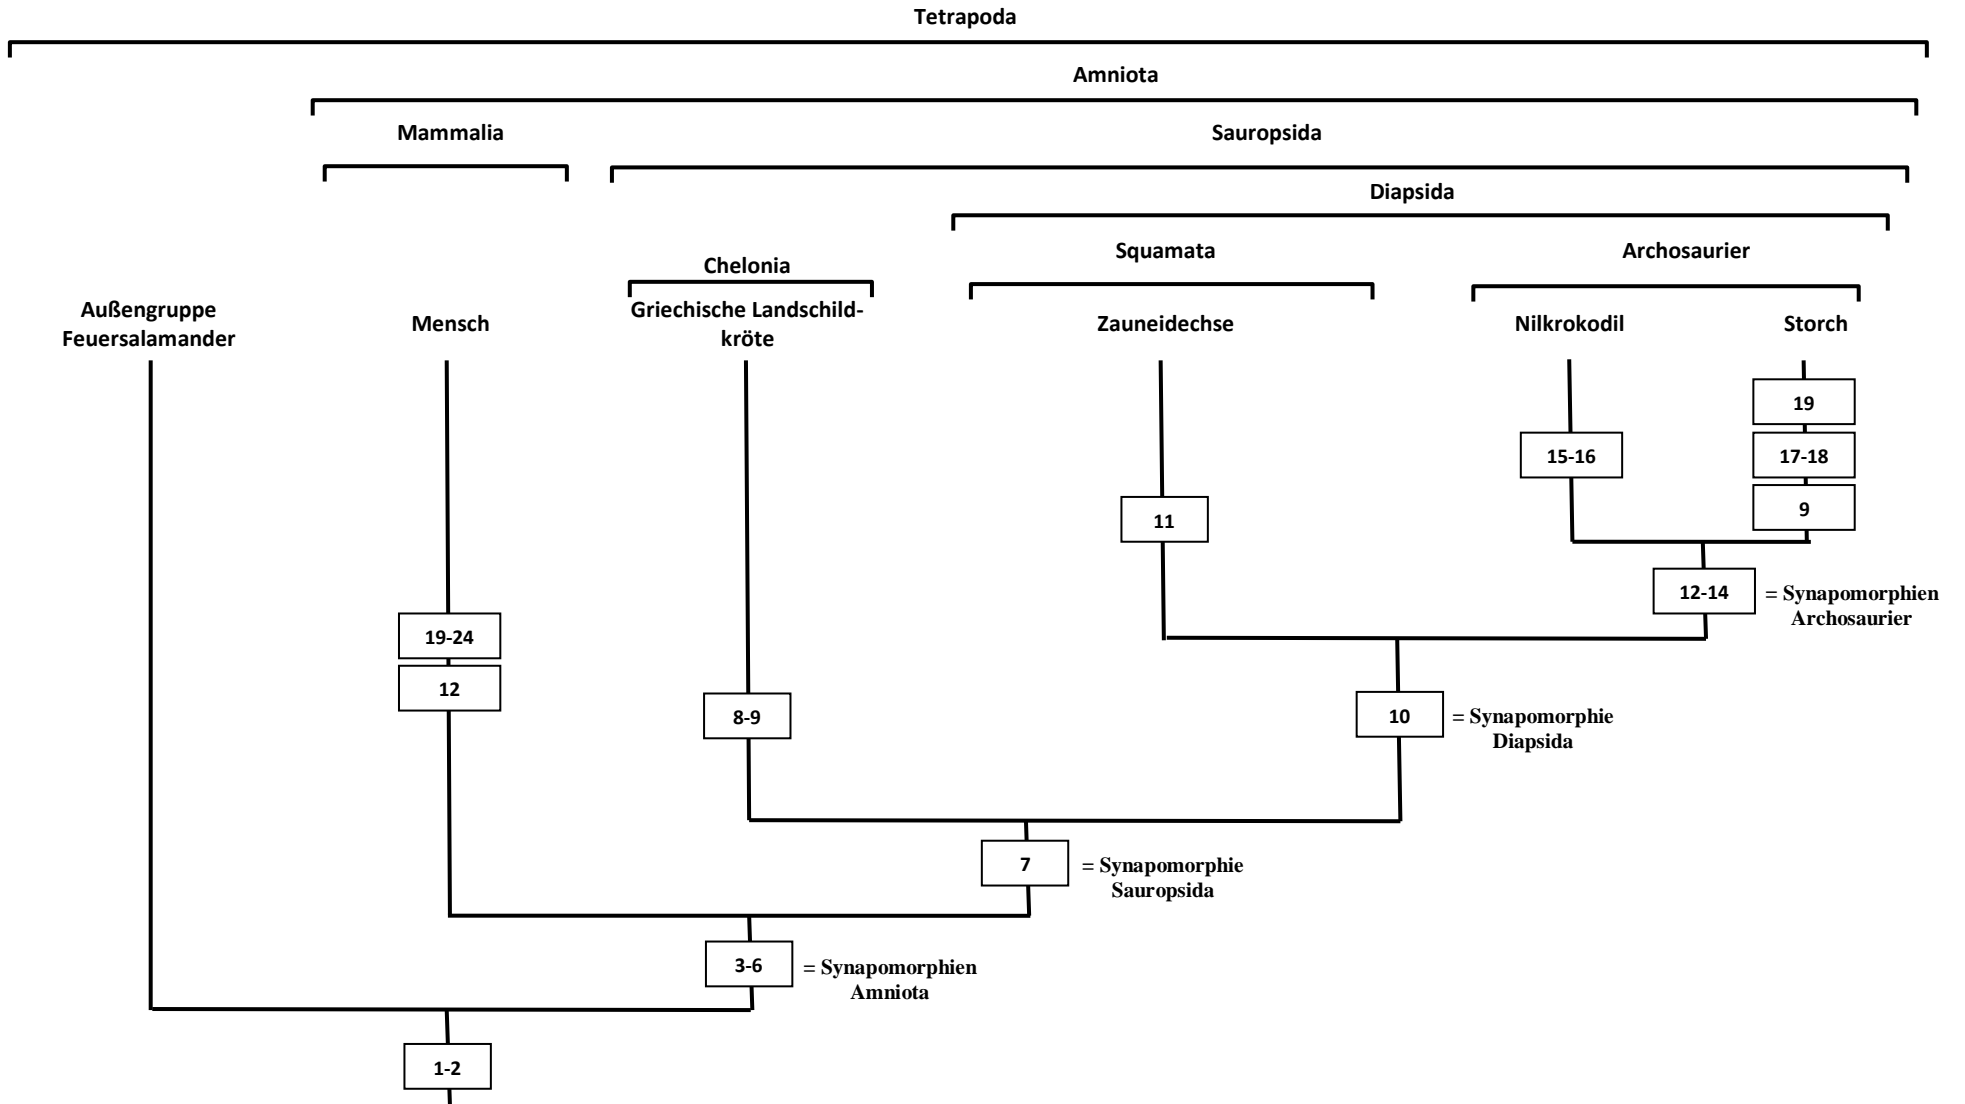 Tetrapoda
Amniota
Mammalia
Sauropsida
Diapsida
Squamata
Archosaurier
Chelonia
Außengruppe
Feuersalamander
Mensch
Griechische Landschild-
kröte
Zauneidechse
Nilkrokodil
Storch
19
15-16
17-18
9
11
12-14
= Synapomorphien
Archosaurier
19-24
12
8-9
10
= Synapomorphie
Diapsida
7
= Synapomorphie
Sauropsida
3-6
= Synapomorphien
Amniota
1-2